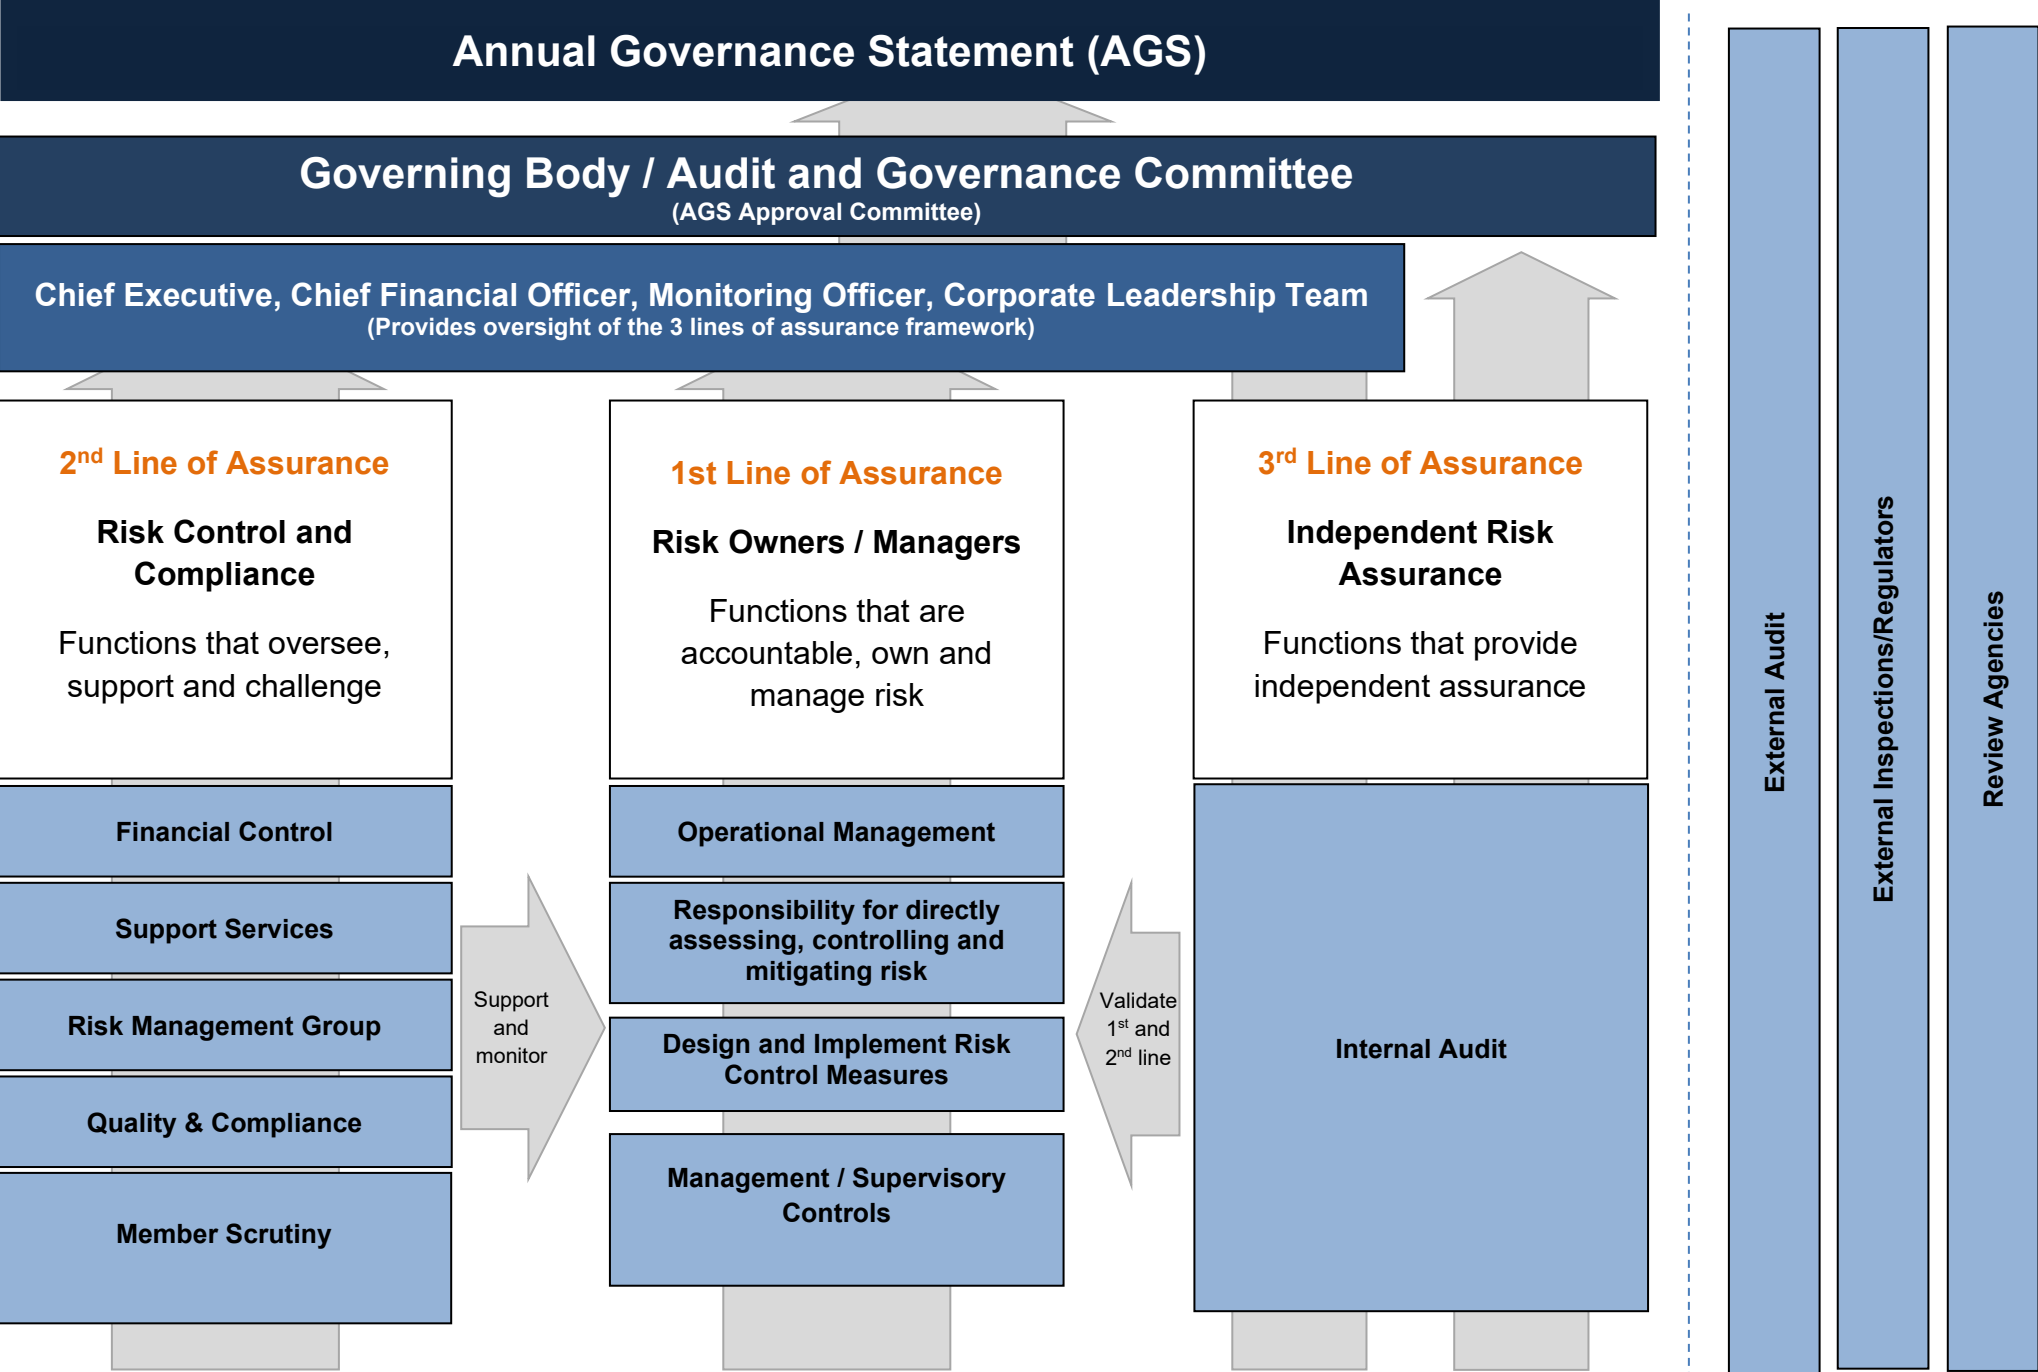 Annual Governance Statement (AGS)
Governing Body / Audit and Governance Committee
(AGS Approval Committee)
Chief Executive, Chief Financial Officer, Monitoring Officer, Corporate Leadership Team
(Provides oversight of the 3 lines of assurance framework)
2nd Line of Assurance
Risk Control and
Compliance
Functions that oversee,
support and challenge
Financial Control
Support Services
Risk Management Group
Quality & Compliance
Member Scrutiny
Support
and
monitor
1st Line of Assurance
Risk Owners / Managers
Functions that are
accountable, own and
manage risk
Operational Management
Responsibility for directly
assessing, controlling and
mitigating risk
Design and Implement Risk
Control Measures
Management / Supervisory
Controls
Validate
1st and
2nd line
3rd Line of Assurance
Independent Risk
Assurance
Functions that provide
independent assurance
Internal Audit
External Audit
External Inspections/Regulators
Review Agencies